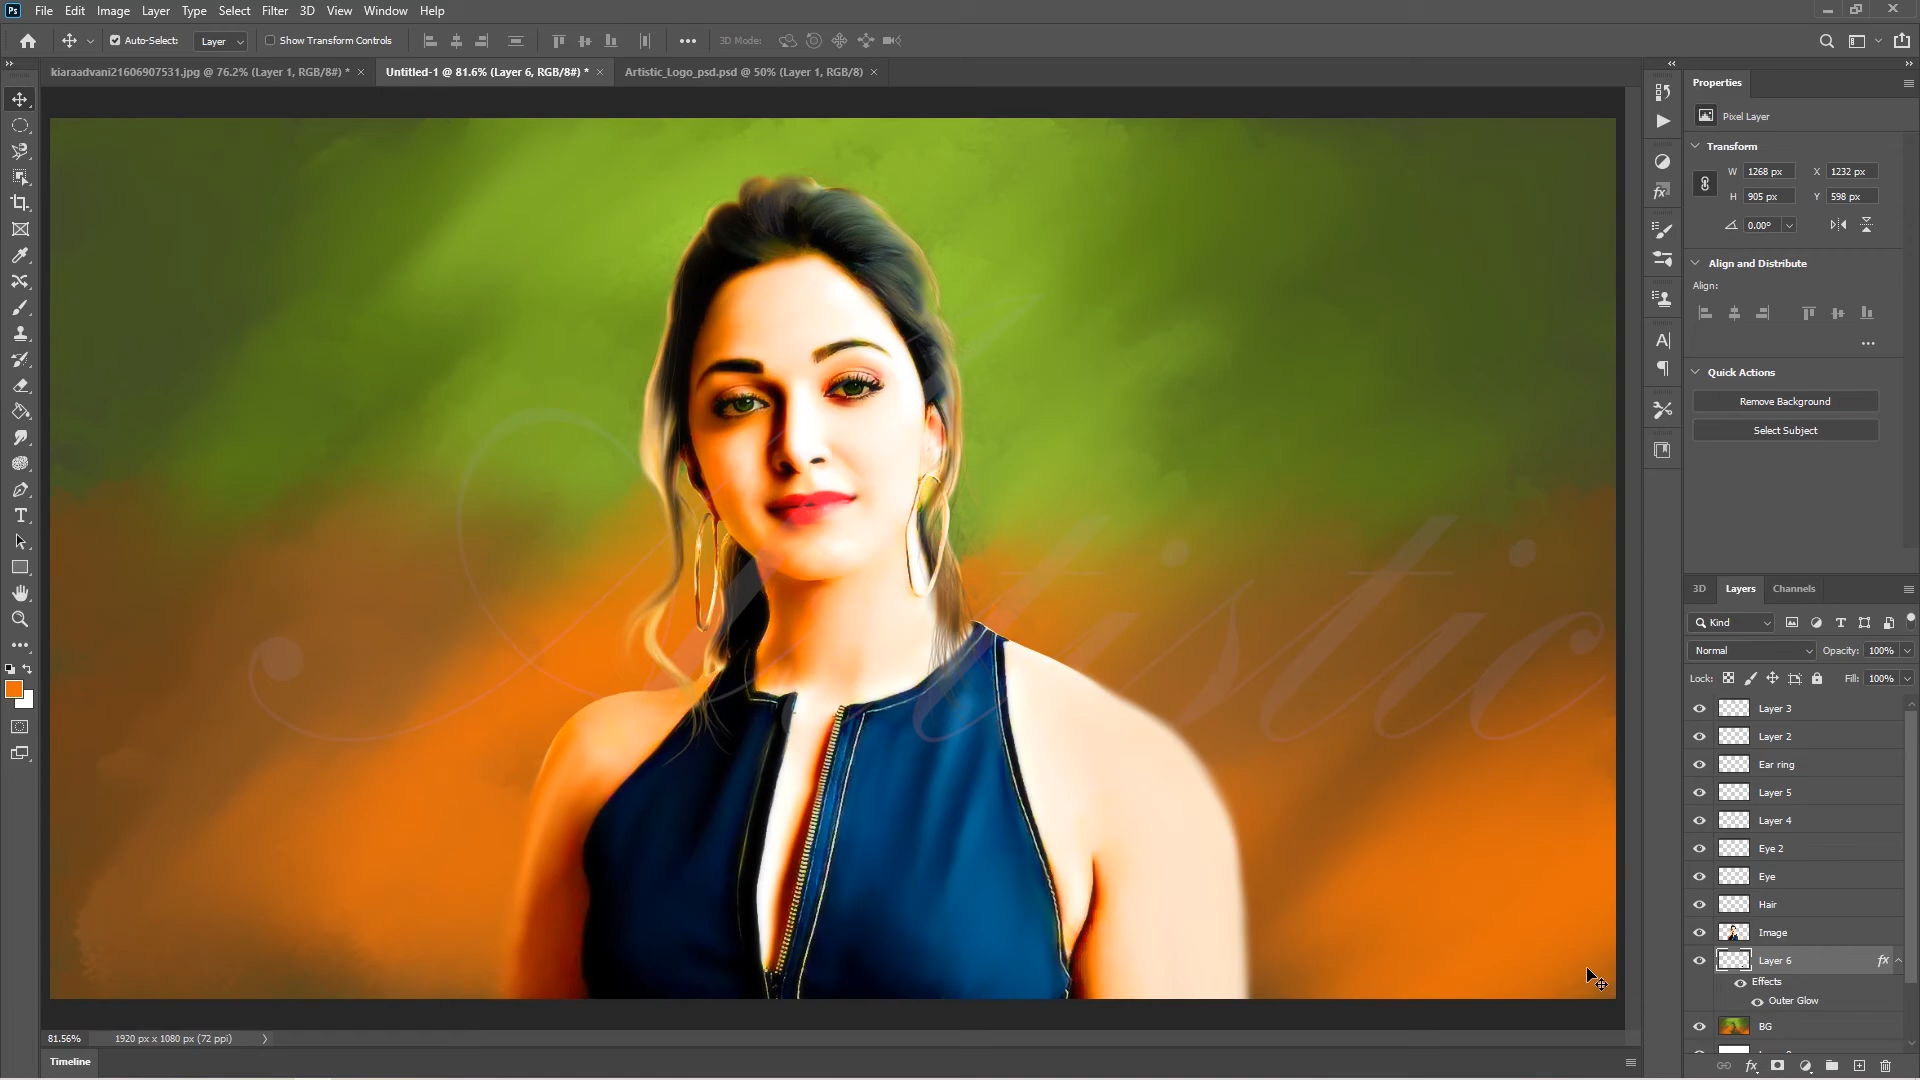 File Edit Image Layer Type Select Filter 3D View Window Help
Auto-Select: Layer Show Transform Controls 3D Mode:
kiaraadvani21606907531.jpg @ 76.2% (Layer 1, RGB/8#) * Untitled-1 @ 81.6% (Layer 6, RGB/8#) * Artistic_Logo_psd.psd @ 50% (Layer 1, RGB/8)
Properties
Pixel Layer
Transform
W 1268 px X 1232 px
H 905 px Y 598 px
0.00°
Align and Distribute
Align:
Quick Actions
Remove Background
Select Subject
Artistic
3D Layers Channels
Kind
Normal Opacity: 100%
Lock: Fill: 100%
Layer 3
Layer 2
Ear ring
Layer 5
Layer 4
Eye 2
Eye
Hair
Image
Layer 6 fx
Effects
Outer Glow
BG
81.56% 1920 px x 1080 px (72 ppi)
Timeline